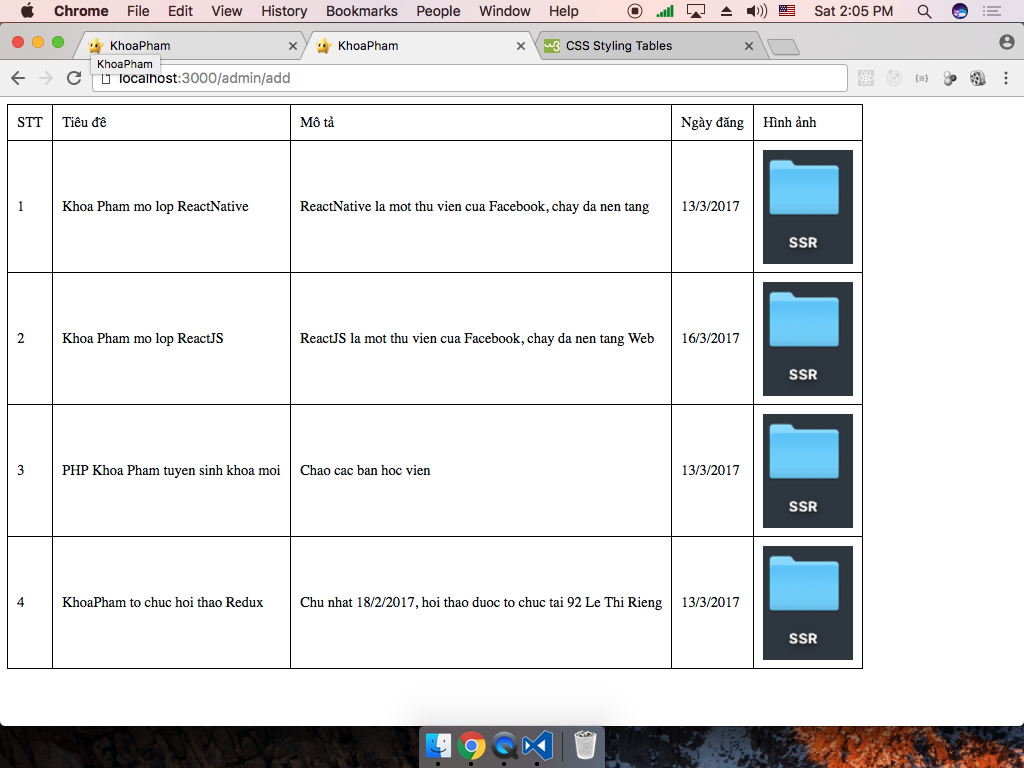 Chrome File Edit View History Bookmarks People Window Help Sat 2:05 PM
KhoaPham KhoaPham CSS Styling Tables
KhoaPham
localhost:3000/admin/add
STT Tiêu đề Mô tả Ngày đăng Hình ảnh
1 Khoa Pham mo lop ReactNative ReactNative la mot thu vien cua Facebook, chay da nen tang 13/3/2017
SSR
2 Khoa Pham mo lop ReactJS ReactJS la mot thu vien cua Facebook, chay da nen tang Web 16/3/2017
SSR
3 PHP Khoa Pham tuyen sinh khoa moi Chao cac ban hoc vien 13/3/2017
SSR
4 KhoaPham to chuc hoi thao Redux Chu nhat 18/2/2017, hoi thao duoc to chuc tai 92 Le Thi Rieng 13/3/2017
SSR